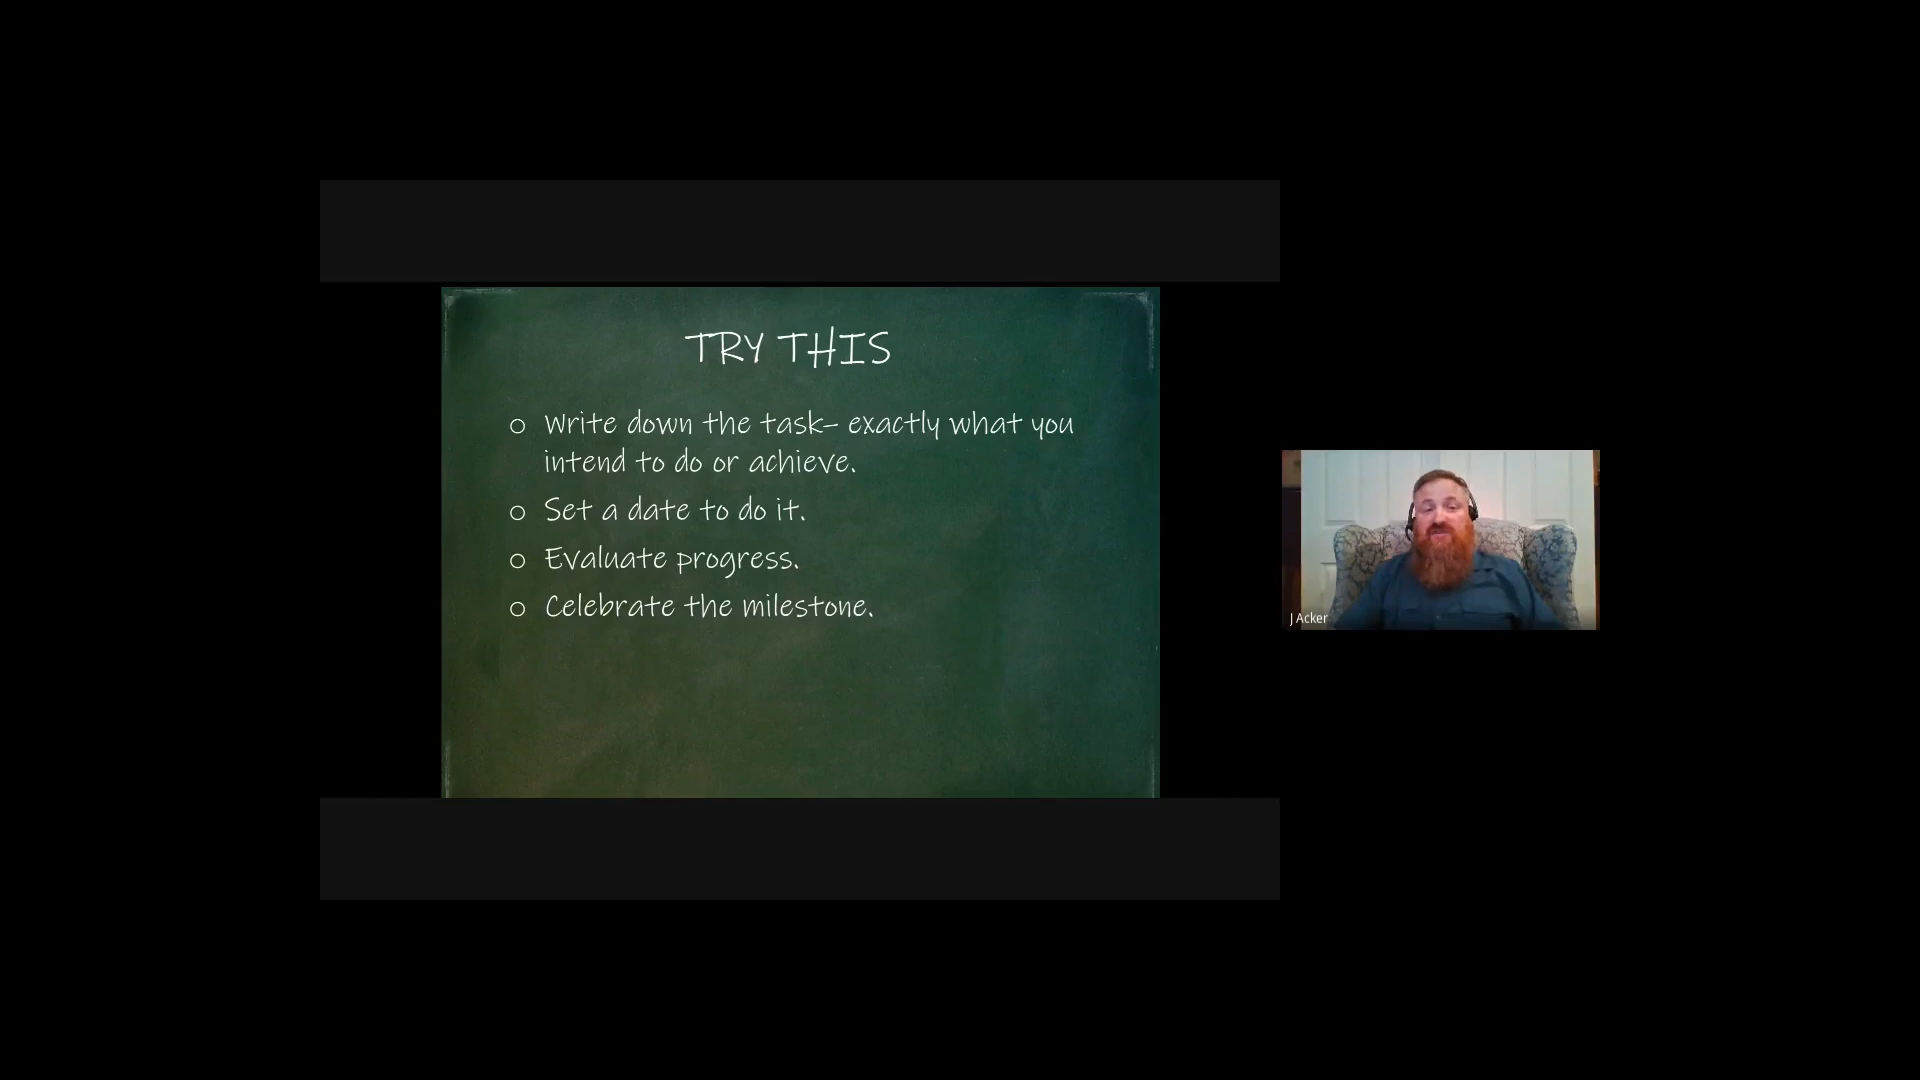 TRY THIS
○ Write down the task- exactly what you
intend to do or achieve.
○ Set a date to do it.
○ Evaluate progress.
○ Celebrate the milestone.
J Acker